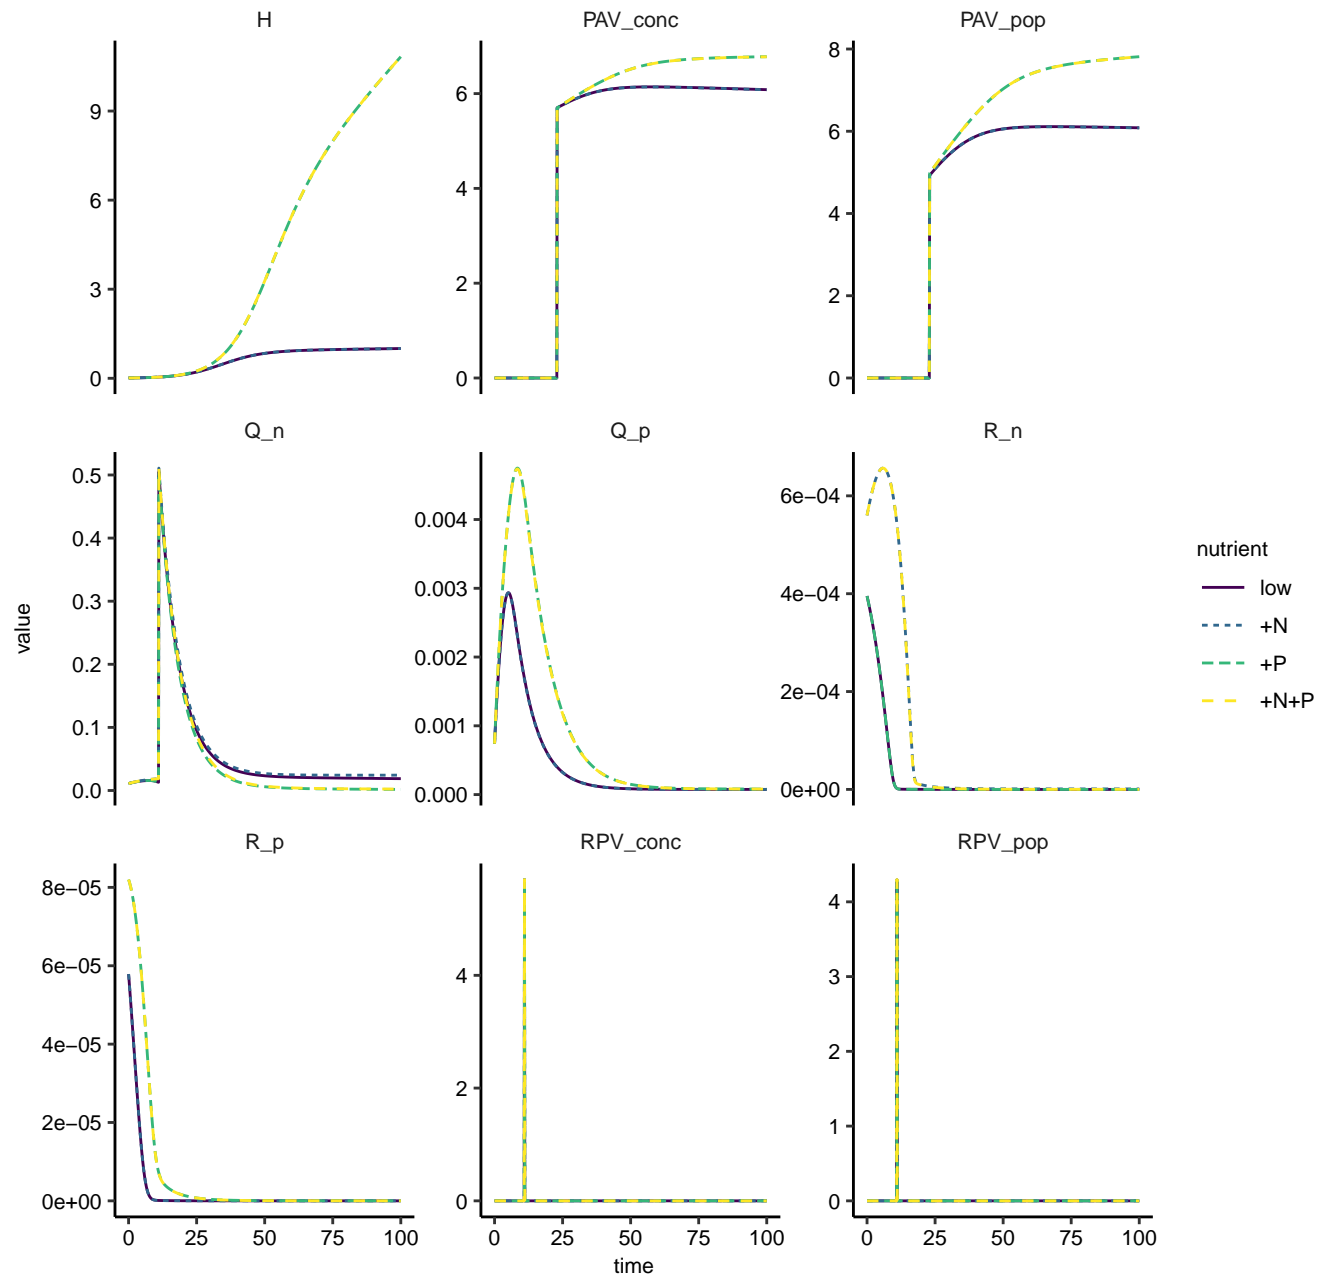 H
PAV_conc
PAV_pop
9
6
3
0
6
4
2
0
8
6
4
2
0
Q_n
Q_p
R_n
0.5
0.4
0.3
0.2
0.1
0.0
0.004
0.003
0.002
0.001
0.000
6e−04
4e−04
2e−04
0e+00
R_p
RPV_conc
RPV_pop
8e−05
6e−05
4e−05
2e−05
0e+00
4
2
0
4
3
2
1
0
0 25 50 75 100
0 25 50 75 100
0 25 50 75 100
time
value
nutrient
low
+N
+P
+N+P